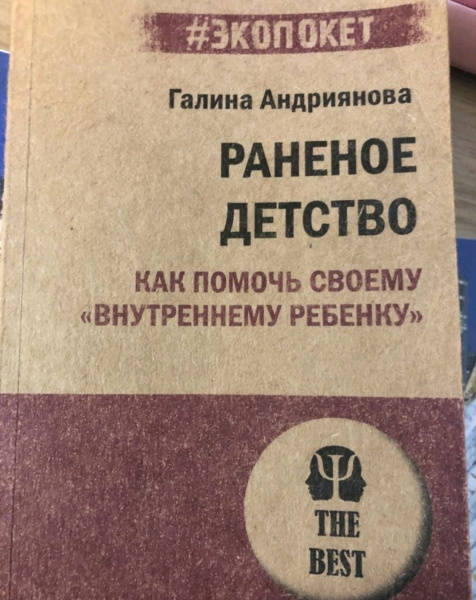 #ЭКОПОКЕТ
Галина Андриянова
РАНЕНОЕ
ДЕТСТВО
КАК ПОМОЧЬ СВОЕМУ
«ВНУТРЕННЕМУ РЕБЕНКУ»
Ψ
THE
BEST